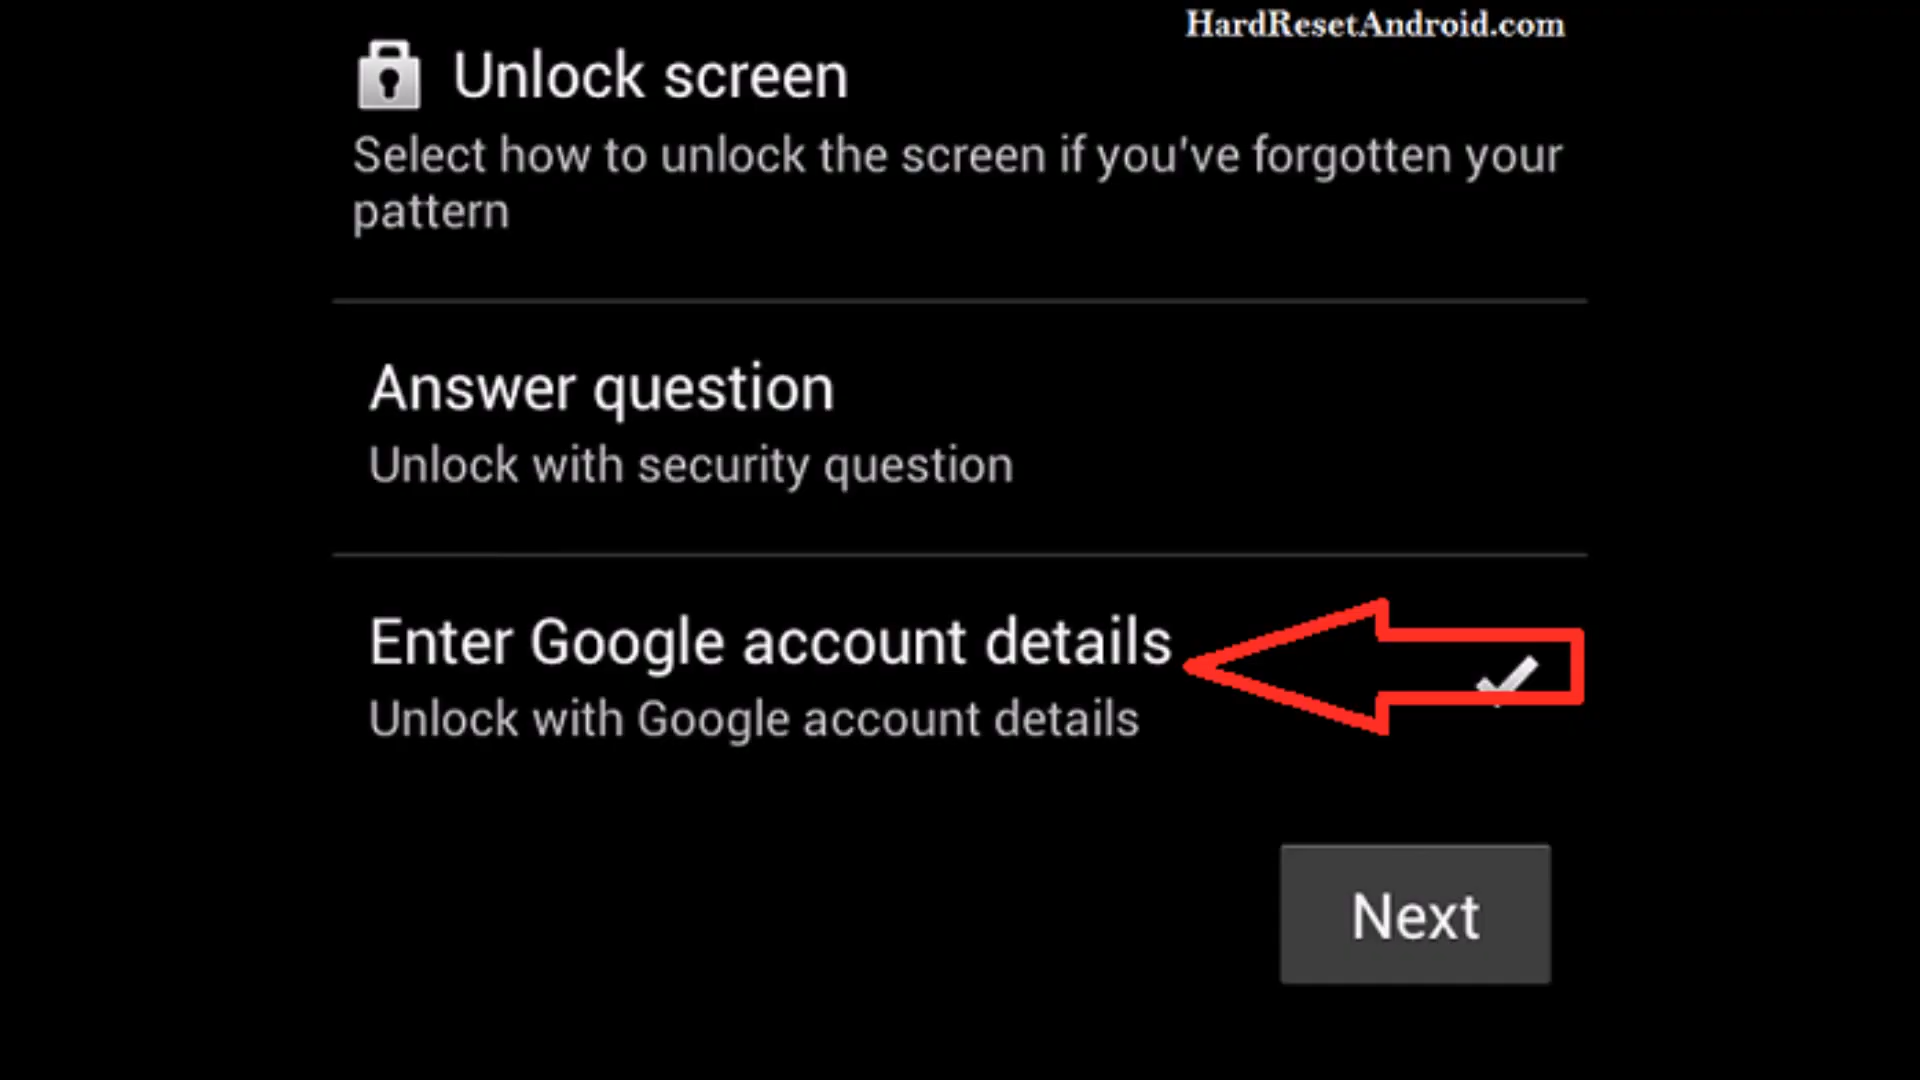 HardResetAndroid.com
Unlock screen
Select how to unlock the screen if you've forgotten your
pattern
Answer question
Unlock with security question
Enter Google account details
Unlock with Google account details
Next